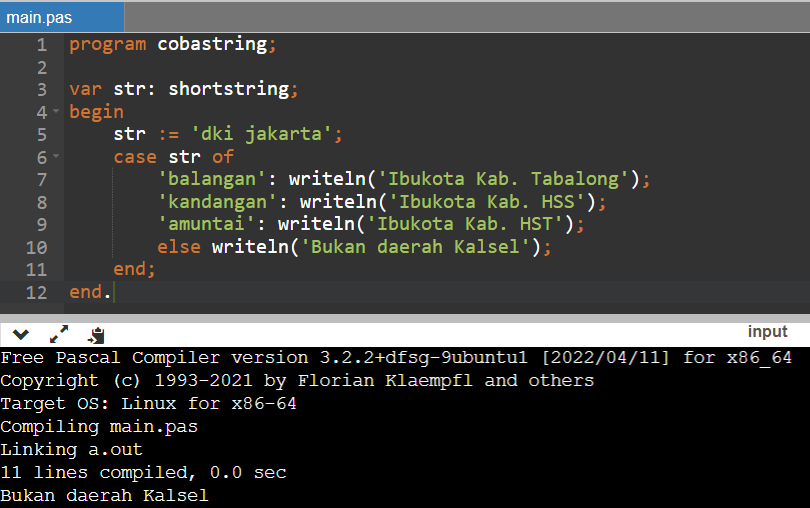 main.pas
1 program cobastring;
2
3 var str: shortstring;
4 begin
5     str := 'dki jakarta';
6     case str of
7         'balangan': writeln('Ibukota Kab. Tabalong');
8         'kandangan': writeln('Ibukota Kab. HSS');
9         'amuntai': writeln('Ibukota Kab. HST');
10         else writeln('Bukan daerah Kalsel');
11     end;
12 end.
input
Free Pascal Compiler version 3.2.2+dfsg-9ubuntu1 [2022/04/11] for x86_64
Copyright (c) 1993-2021 by Florian Klaempfl and others
Target OS: Linux for x86-64
Compiling main.pas
Linking a.out
11 lines compiled, 0.0 sec
Bukan daerah Kalsel